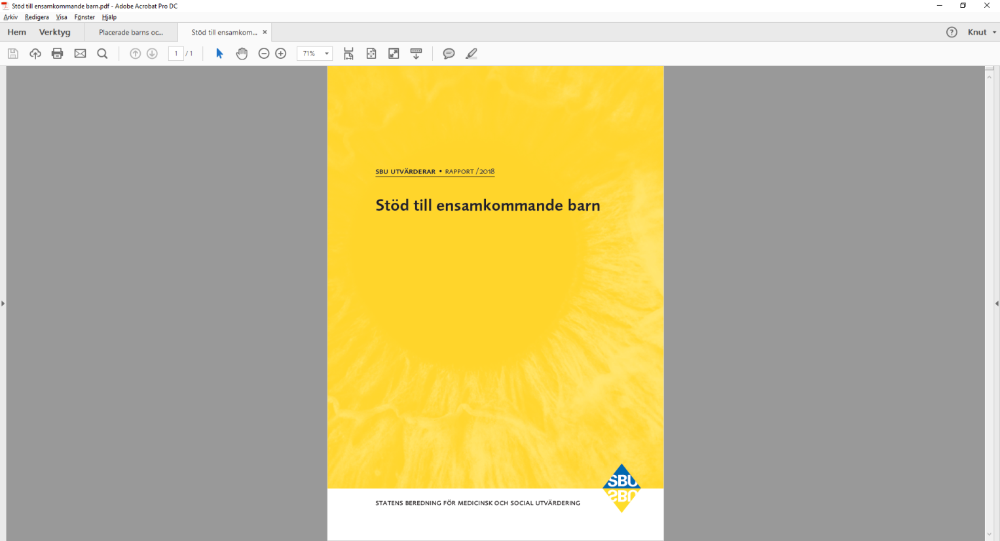 Stöd till ensamkommande barn.pdf - Adobe Acrobat Pro DC
Arkiv Redigera Visa Fönster Hjälp
Hem Verktyg Placerade barns oc... Stöd till ensamkom... × ? Knut
1 / 1 71%
SBU UTVÄRDERAR • RAPPORT /2018
Stöd till ensamkommande barn
SBU
SBU
STATENS BEREDNING FÖR MEDICINSK OCH SOCIAL UTVÄRDERING